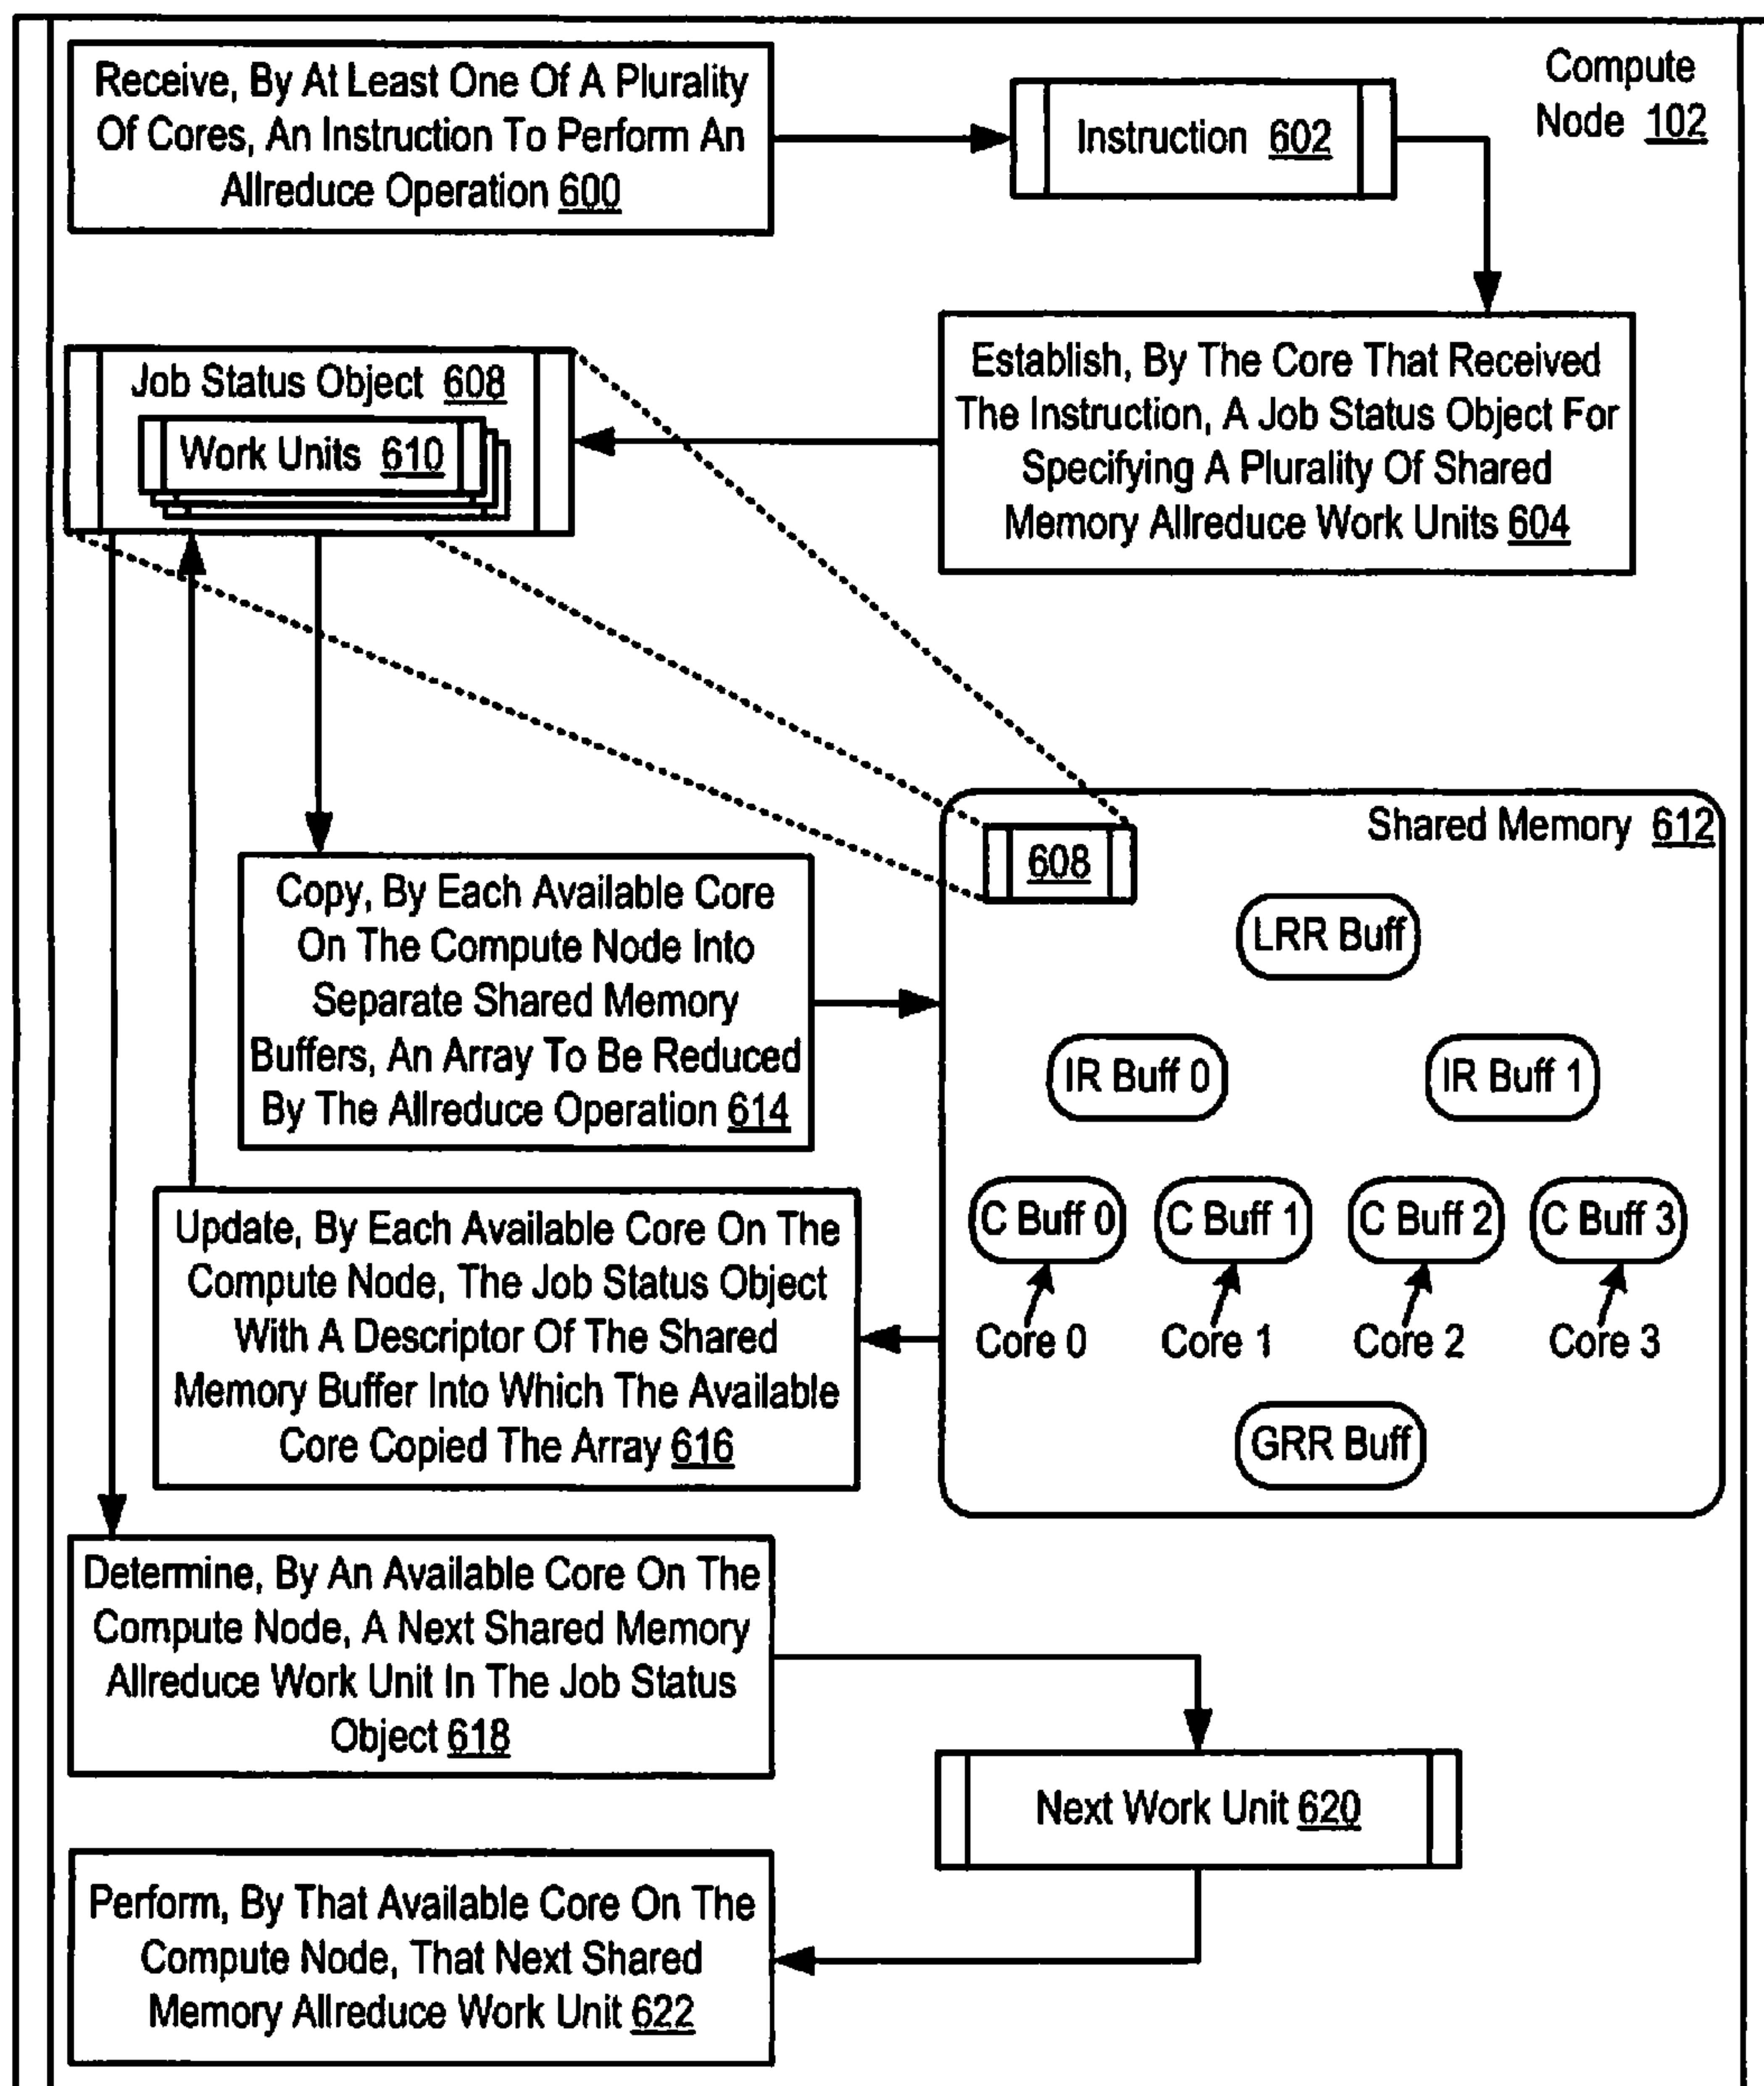 Receive, By At Least One Of A Plurality
Of Cores, An Instruction To Perform An
Allreduce Operation 600
Instruction 602
Compute
Node 102
Establish, By The Core That Received
The Instruction, A Job Status Object For
Specifying A Plurality Of Shared
Memory Allreduce Work Units 604
Job Status Object 608
Work Units 610
Shared Memory 612
608
LRR Buff
IR Buff 0
IR Buff 1
C Buff 0
C Buff 1
C Buff 2
C Buff 3
Core 0
Core 1
Core 2
Core 3
GRR Buff
Copy, By Each Available Core
On The Compute Node Into
Separate Shared Memory
Buffers, An Array To Be Reduced
By The Allreduce Operation 614
Update, By Each Available Core On The
Compute Node, The Job Status Object
With A Descriptor Of The Shared
Memory Buffer Into Which The Available
Core Copied The Array 616
Determine, By An Available Core On The
Compute Node, A Next Shared Memory
Allreduce Work Unit In The Job Status
Object 618
Next Work Unit 620
Perform, By That Available Core On The
Compute Node, That Next Shared
Memory Allreduce Work Unit 622